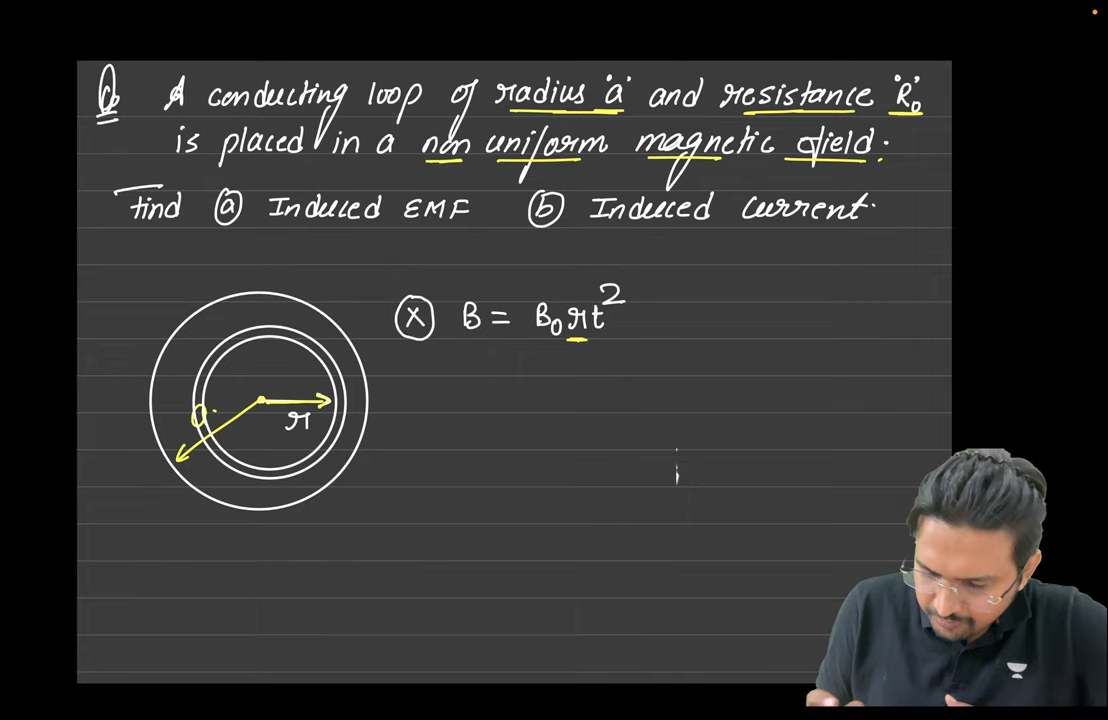 Q A conducting loop of radius 'a' and resistance 'R₀'
is placed in a non uniform magnetic field.
Find ⓐ Induced EMF ⓑ Induced current.
ⓧ B = B₀rt²
r